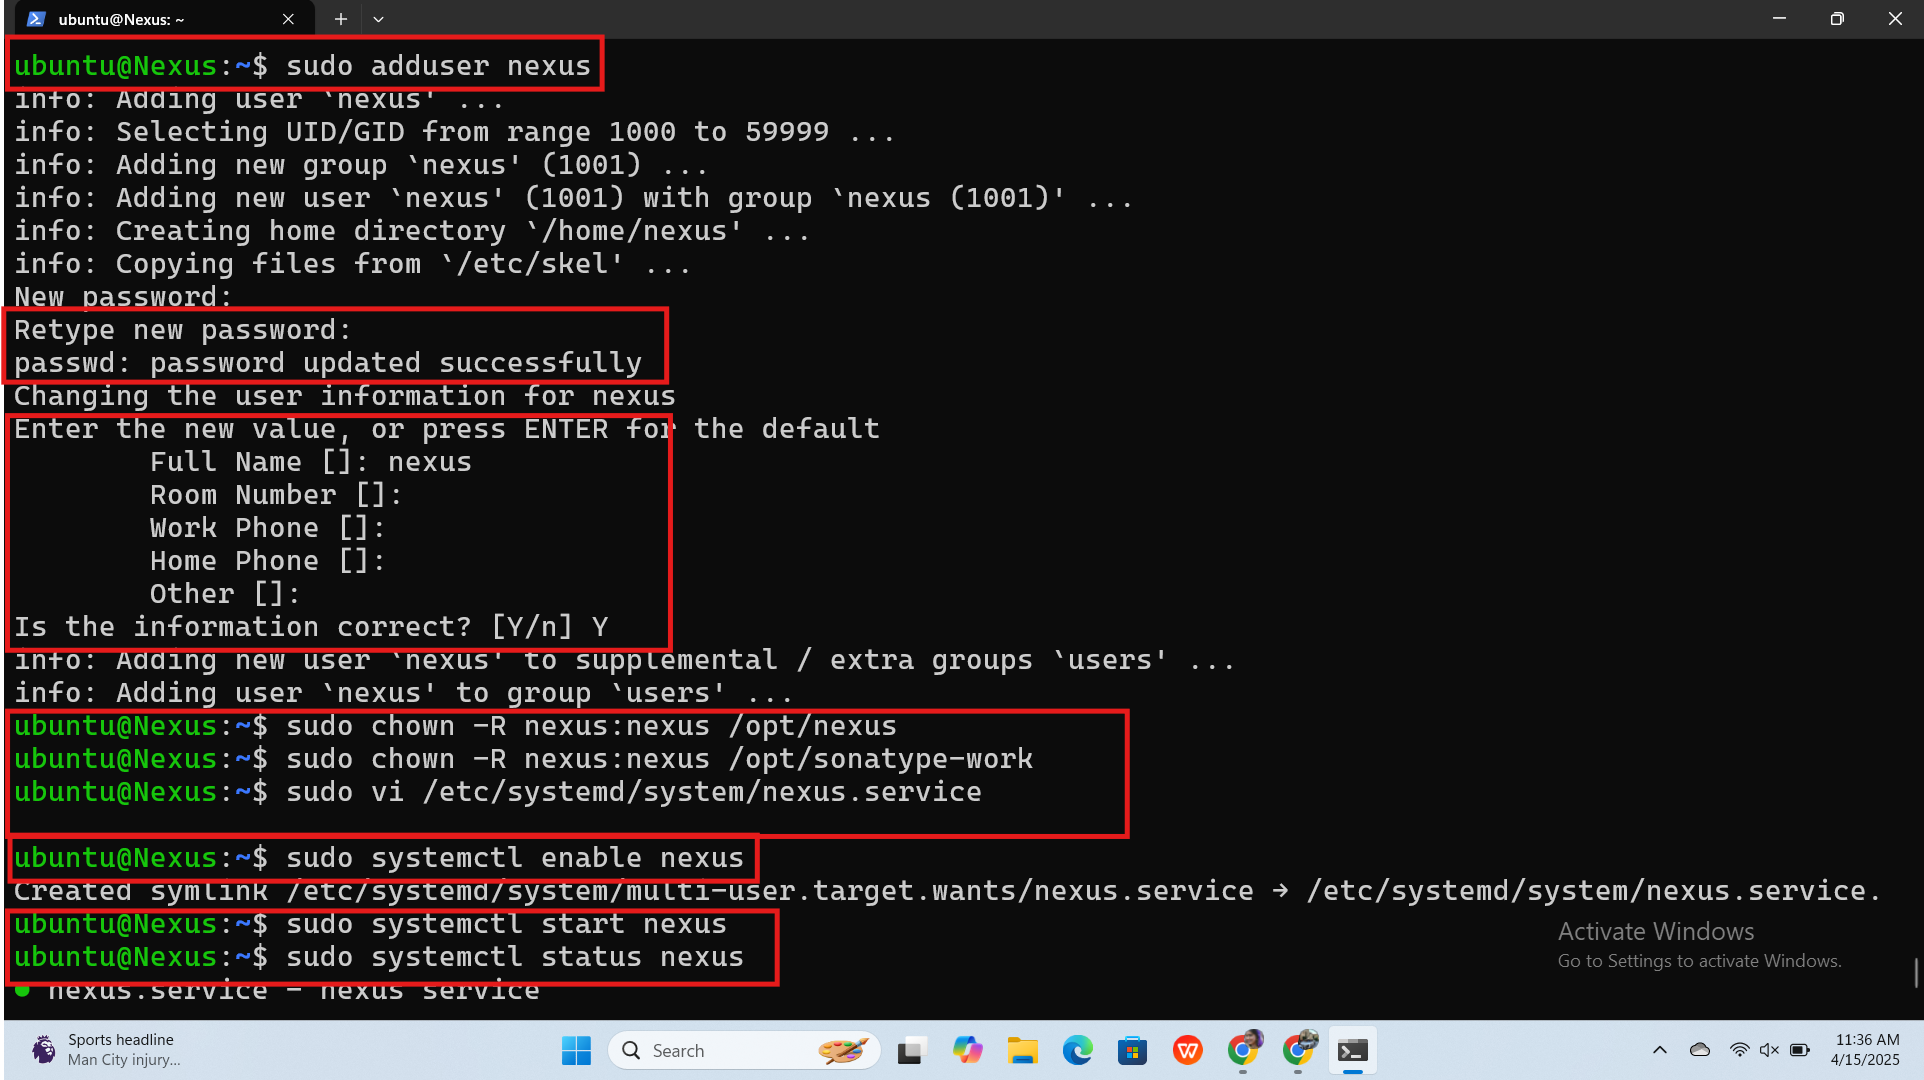 ubuntu@Nexus: ~
ubuntu@Nexus:~$ sudo adduser nexus
info: Adding user `nexus' ...
info: Selecting UID/GID from range 1000 to 59999 ...
info: Adding new group `nexus' (1001) ...
info: Adding new user `nexus' (1001) with group `nexus (1001)' ...
info: Creating home directory `/home/nexus' ...
info: Copying files from `/etc/skel' ...
New password:
Retype new password:
passwd: password updated successfully
Changing the user information for nexus
Enter the new value, or press ENTER for the default
Full Name []: nexus
Room Number []:
Work Phone []:
Home Phone []:
Other []:
Is the information correct? [Y/n] Y
info: Adding new user `nexus' to supplemental / extra groups `users' ...
info: Adding user `nexus' to group `users' ...
ubuntu@Nexus:~$ sudo chown -R nexus:nexus /opt/nexus
ubuntu@Nexus:~$ sudo chown -R nexus:nexus /opt/sonatype-work
ubuntu@Nexus:~$ sudo vi /etc/systemd/system/nexus.service
ubuntu@Nexus:~$ sudo systemctl enable nexus
Created symlink /etc/systemd/system/multi-user.target.wants/nexus.service → /etc/systemd/system/nexus.service.
ubuntu@Nexus:~$ sudo systemctl start nexus
ubuntu@Nexus:~$ sudo systemctl status nexus
● nexus.service - nexus service
Activate Windows
Go to Settings to activate Windows.
Sports headline
Man City injury...
Search
11:36 AM
4/15/2025